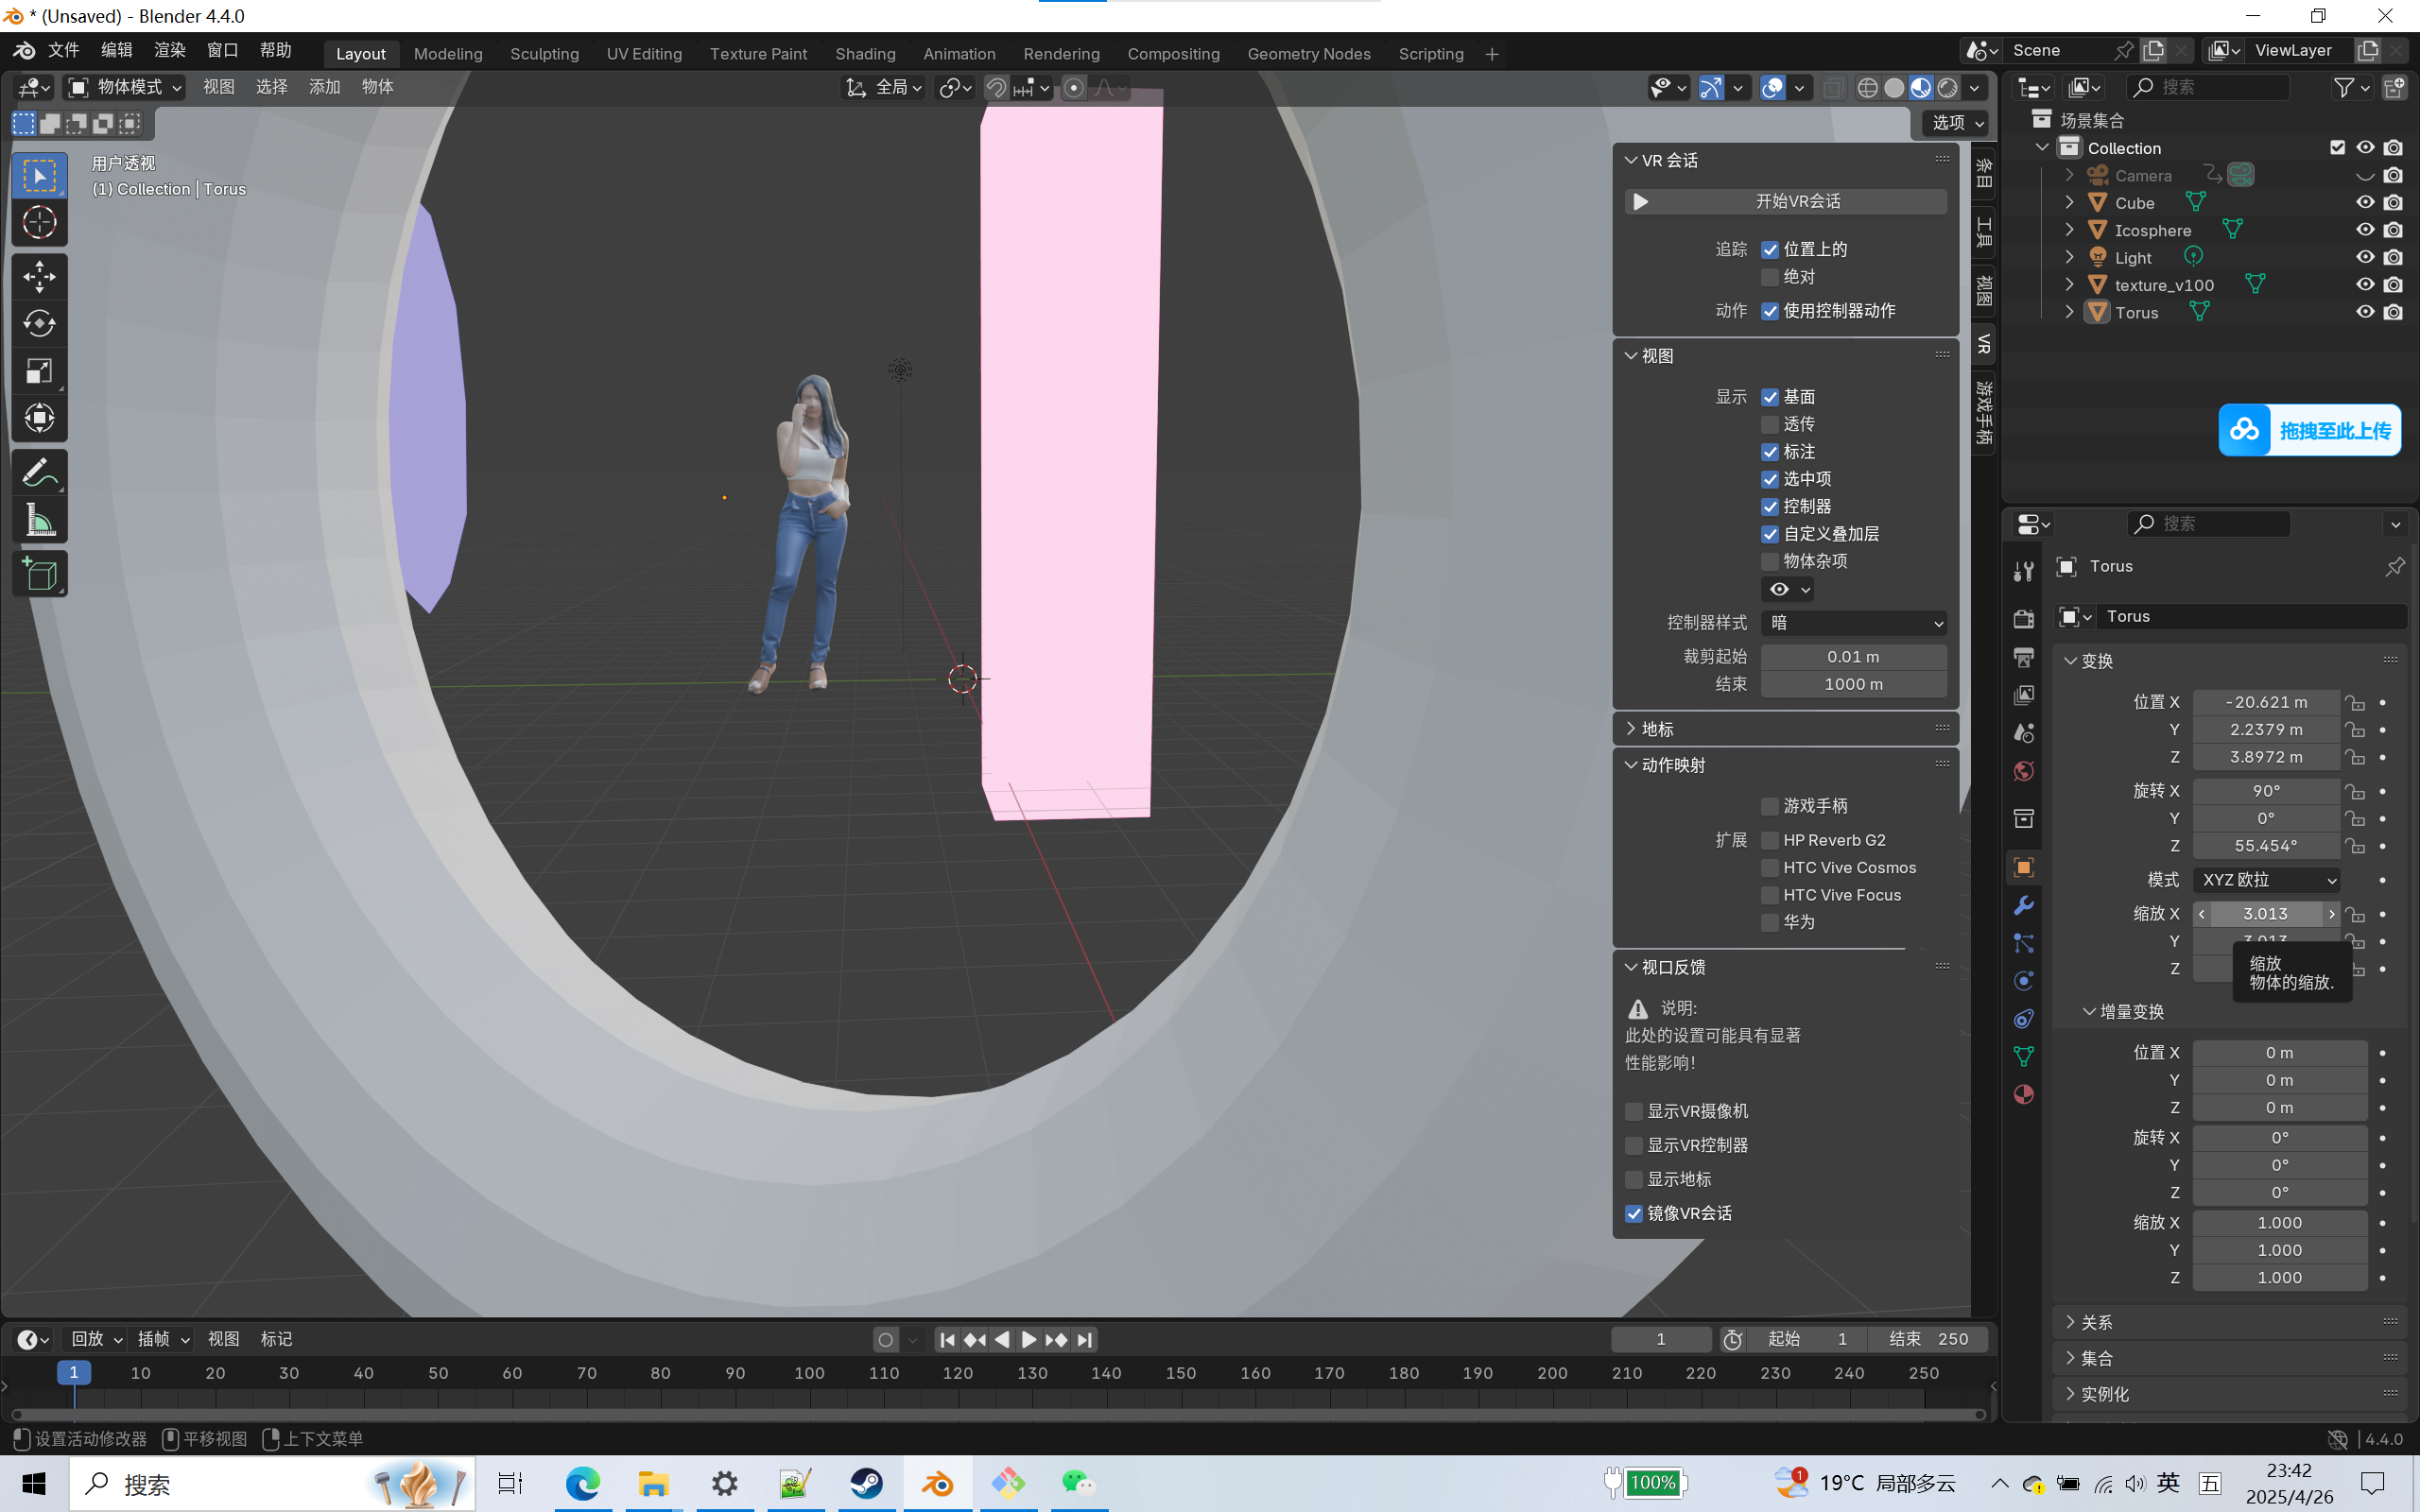 * (Unsaved) - Blender 4.4.0
文件 编辑 渲染 窗口 帮助 Layout Modeling Sculpting UV Editing Texture Paint Shading Animation Rendering Compositing Geometry Nodes Scripting + Scene ViewLayer
物体模式 视图 选择 添加 物体 全局 搜索
选项
用户透视
(1) Collection | Torus
VR 会话
开始VR会话
追踪 位置上的
绝对
动作 使用控制器动作
视图
显示 基面
透传
标注
选中项
控制器
自定义叠加层
物体杂项
控制器样式 暗
裁剪起始 0.01 m
结束 1000 m
地标
动作映射
游戏手柄
扩展 HP Reverb G2
HTC Vive Cosmos
HTC Vive Focus
华为
视口反馈
说明:
此处的设置可能具有显著
性能影响!
显示VR摄像机
显示VR控制器
显示地标
镜像VR会话
条目
工具
视图
VR
游戏手柄
场景集合
Collection
Camera
Cube
Icosphere
Light
texture_v100
Torus
拖拽至此上传
搜索
Torus
Torus
变换
位置 X -20.621 m
Y 2.2379 m
Z 3.8972 m
旋转 X 90°
Y 0°
Z 55.454°
模式 XYZ 欧拉
缩放 X 3.013
Y
Z
缩放
物体的缩放.
增量变换
位置 X 0 m
Y 0 m
Z 0 m
旋转 X 0°
Y 0°
Z 0°
缩放 X 1.000
Y 1.000
Z 1.000
关系
集合
实例化
回放 插帧 视图 标记 1 起始 1 结束 250
1 10 20 30 40 50 60 70 80 90 100 110 120 130 140 150 160 170 180 190 200 210 220 230 240 250
设置活动修改器 平移视图 上下文菜单 4.4.0
搜索 100% 1 19°C 局部多云 英 五 23:42
2025/4/26